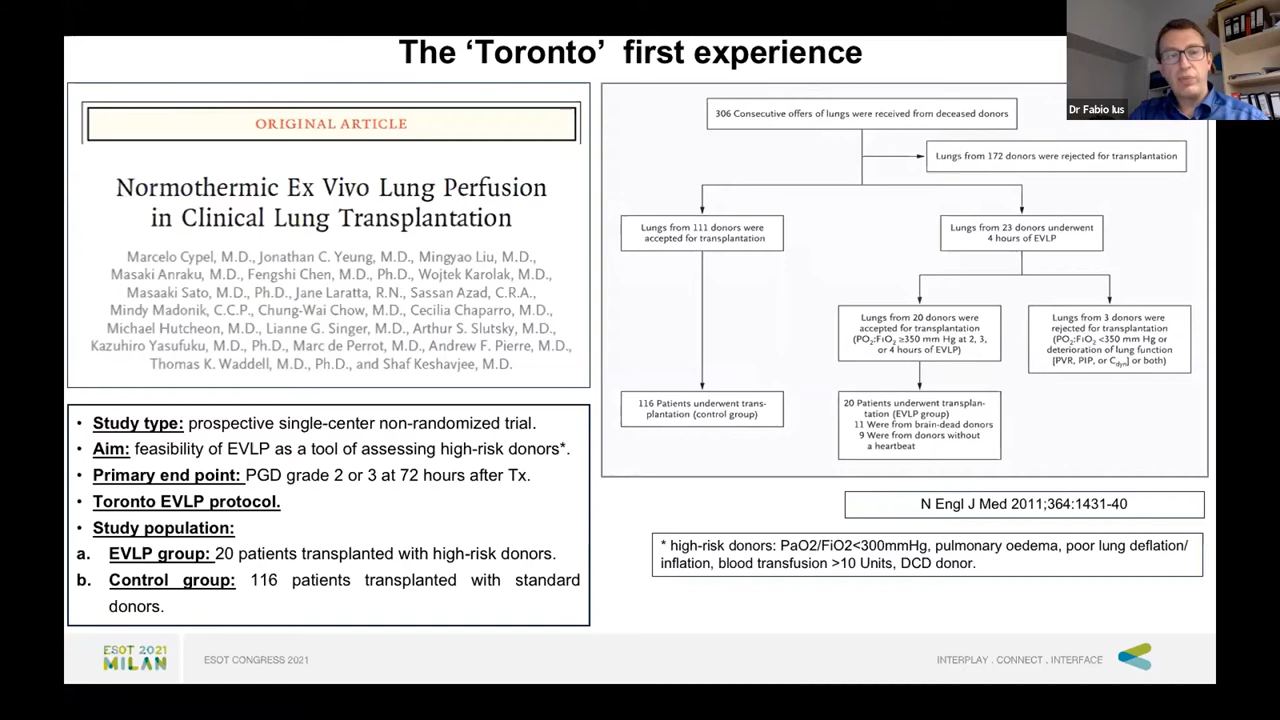 The ‘Toronto’ first experience
Dr Fabio Ius
ORIGINAL ARTICLE
Normothermic Ex Vivo Lung Perfusion
in Clinical Lung Transplantation
Marcelo Cypel, M.D., Jonathan C. Yeung, M.D., Mingyao Liu, M.D.,
Masaki Anraku, M.D., Fengshi Chen, M.D., Ph.D., Wojtek Karolak, M.D.,
Masaaki Sato, M.D., Ph.D., Jane Laratta, R.N., Sassan Azad, C.R.A.,
Mindy Madonik, C.C.P., Chung-Wai Chow, M.D., Cecilia Chaparro, M.D.,
Michael Hutcheon, M.D., Lianne G. Singer, M.D., Arthur S. Slutsky, M.D.,
Kazuhiro Yasufuku, M.D., Ph.D., Marc de Perrot, M.D., Andrew F. Pierre, M.D.,
Thomas K. Waddell, M.D., Ph.D., and Shaf Keshavjee, M.D.
• Study type: prospective single-center non-randomized trial.
• Aim: feasibility of EVLP as a tool of assessing high-risk donors*.
• Primary end point: PGD grade 2 or 3 at 72 hours after Tx.
• Toronto EVLP protocol.
• Study population:
a. EVLP group: 20 patients transplanted with high-risk donors.
b. Control group: 116 patients transplanted with standard
donors.
306 Consecutive offers of lungs were received from deceased donors
Lungs from 172 donors were rejected for transplantation
Lungs from 111 donors were
accepted for transplantation
Lungs from 23 donors underwent
4 hours of EVLP
Lungs from 20 donors were
accepted for transplantation
(PO2:FIO2 ≥350 mm Hg at 2, 3,
or 4 hours of EVLP)
Lungs from 3 donors were
rejected for transplantation
(PO2:FIO2 <350 mm Hg or
deterioration of lung function
[PVR, PIP, or Cdyn] or both)
116 Patients underwent trans-
plantation (control group)
20 Patients underwent transplan-
tation (EVLP group)
11 Were from brain-dead donors
9 Were from donors without
a heartbeat
N Engl J Med 2011;364:1431-40
* high-risk donors: PaO2/FiO2<300mmHg, pulmonary oedema, poor lung deflation/
inflation, blood transfusion >10 Units, DCD donor.
ESOT 2021
MILAN
ESOT CONGRESS 2021
INTERPLAY . CONNECT . INTERFACE